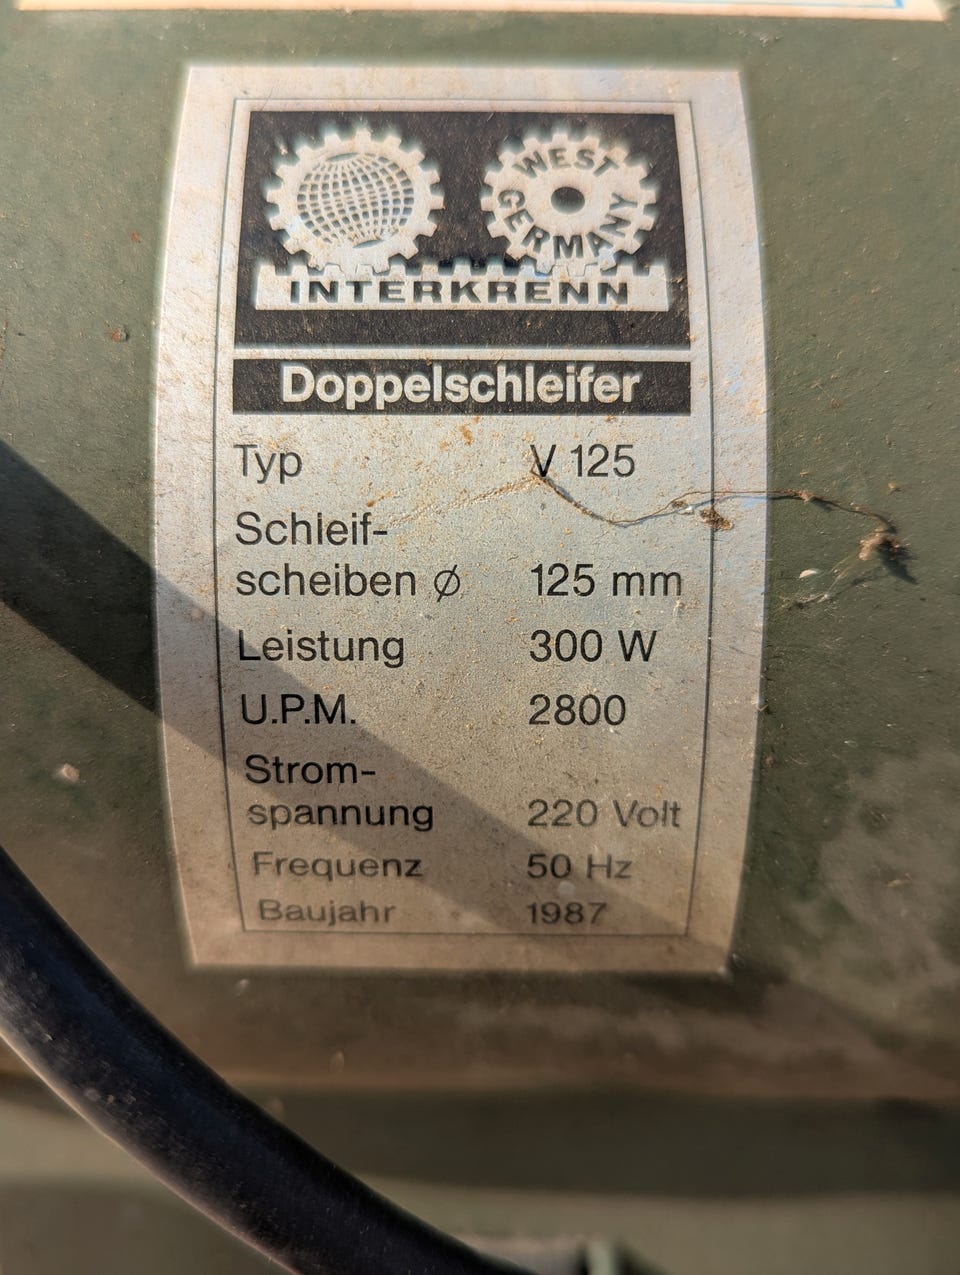 WEST GERMANY
INTERKRENN
Doppelschleifer
Typ V 125
Schleif-
scheiben Ø 125 mm
Leistung 300 W
U.P.M. 2800
Strom-
spannung 220 Volt
Frequenz 50 Hz
Baujahr 1987